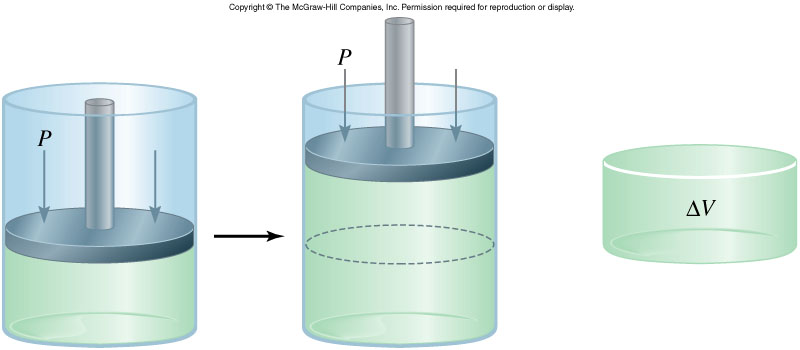 Copyright © The McGraw-Hill Companies, Inc. Permission required for reproduction or display.
P
P
ΔV